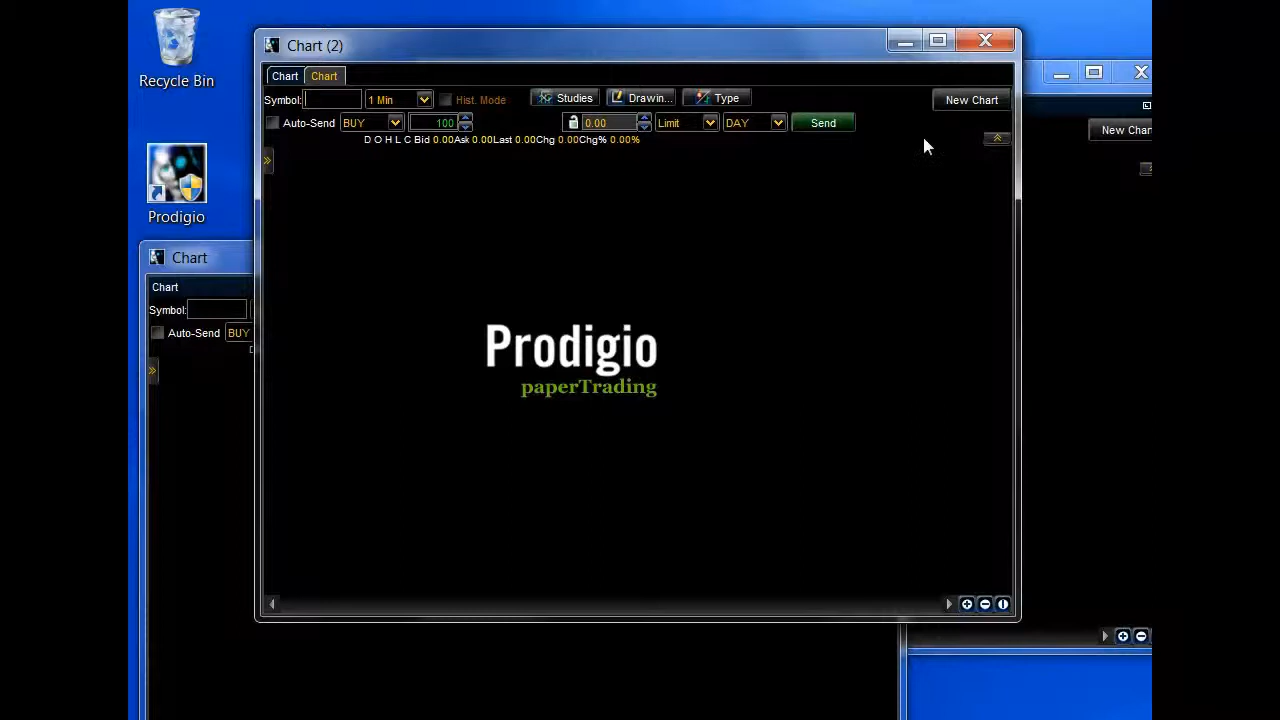 Recycle Bin
Prodigio
Chart (2)
Chart Chart
Symbol: 1 Min Hist. Mode Studies Drawin... Type New Chart
Auto-Send BUY 100 0.00 Limit DAY Send
D O H L C Bid 0.00Ask 0.00Last 0.00Chg 0.00Chg% 0.00%
Prodigio
paperTrading
Chart
Chart
Symbol:
Auto-Send BUY
New Char